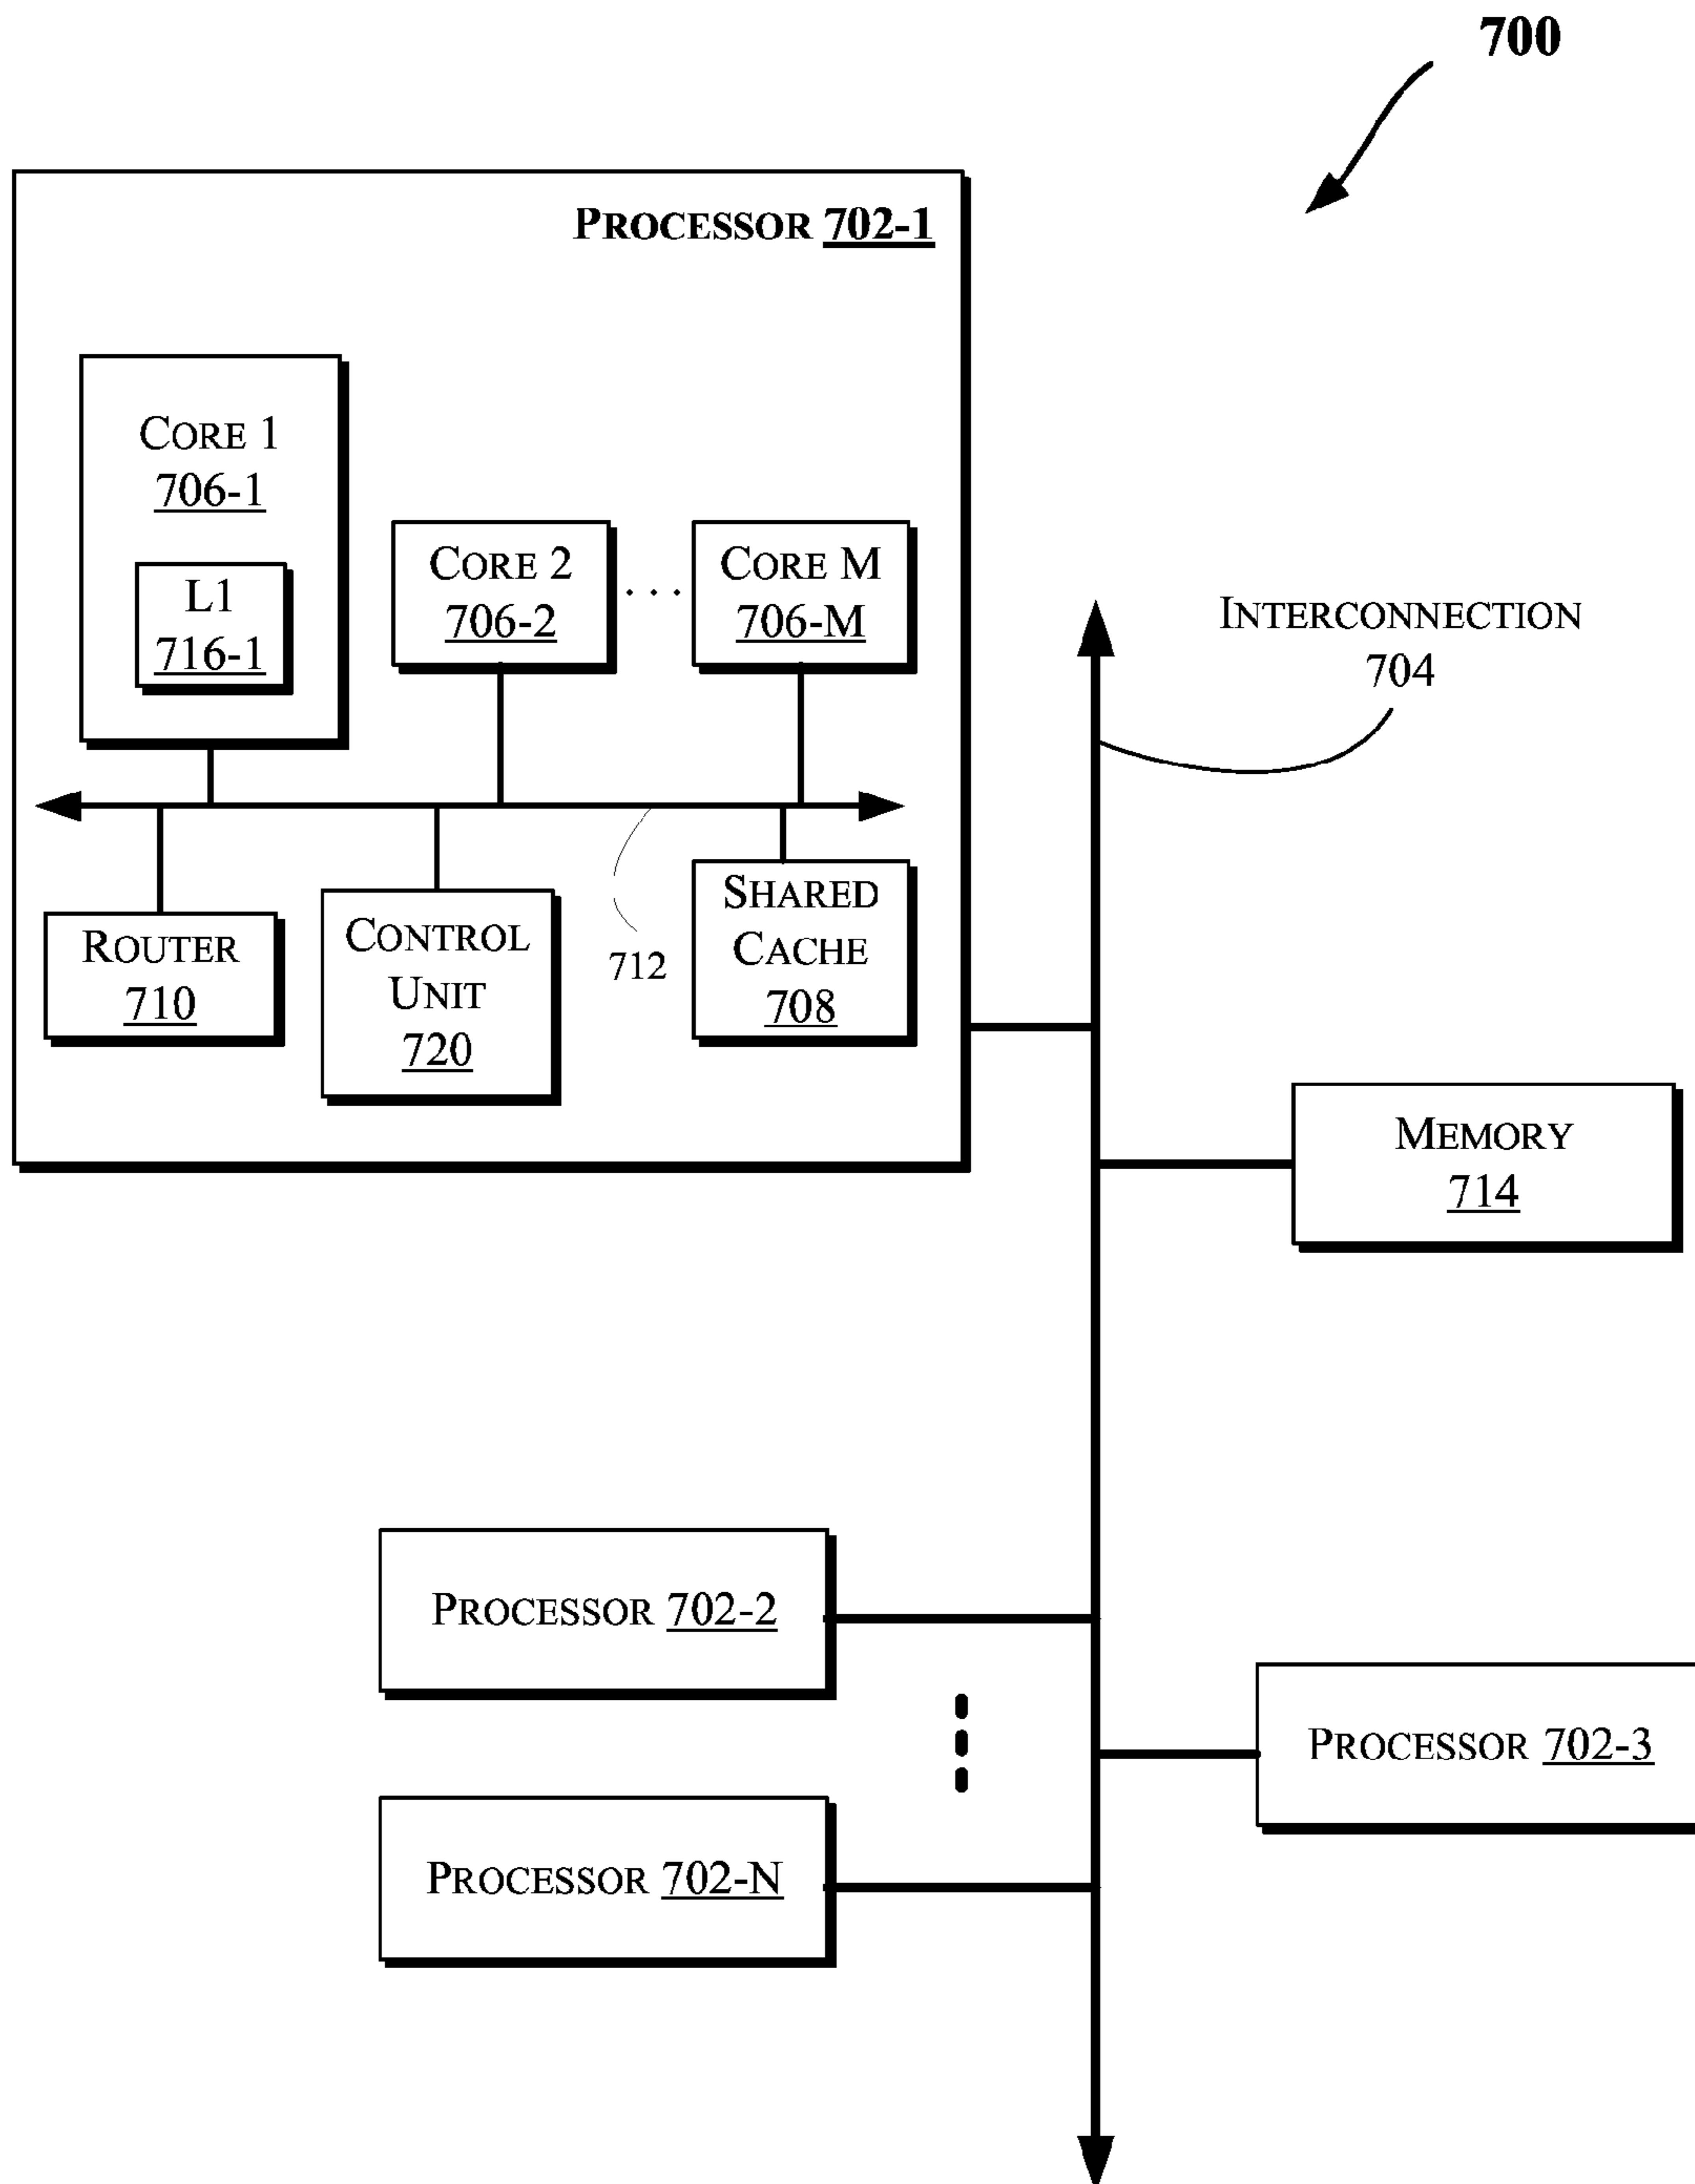 700
PROCESSOR 702-1
CORE 1
706-1
L1
716-1
CORE 2
706-2
. . .
CORE M
706-M
INTERCONNECTION
704
ROUTER
710
CONTROL
UNIT
720
712
SHARED
CACHE
708
MEMORY
714
PROCESSOR 702-2
PROCESSOR 702-3
PROCESSOR 702-N